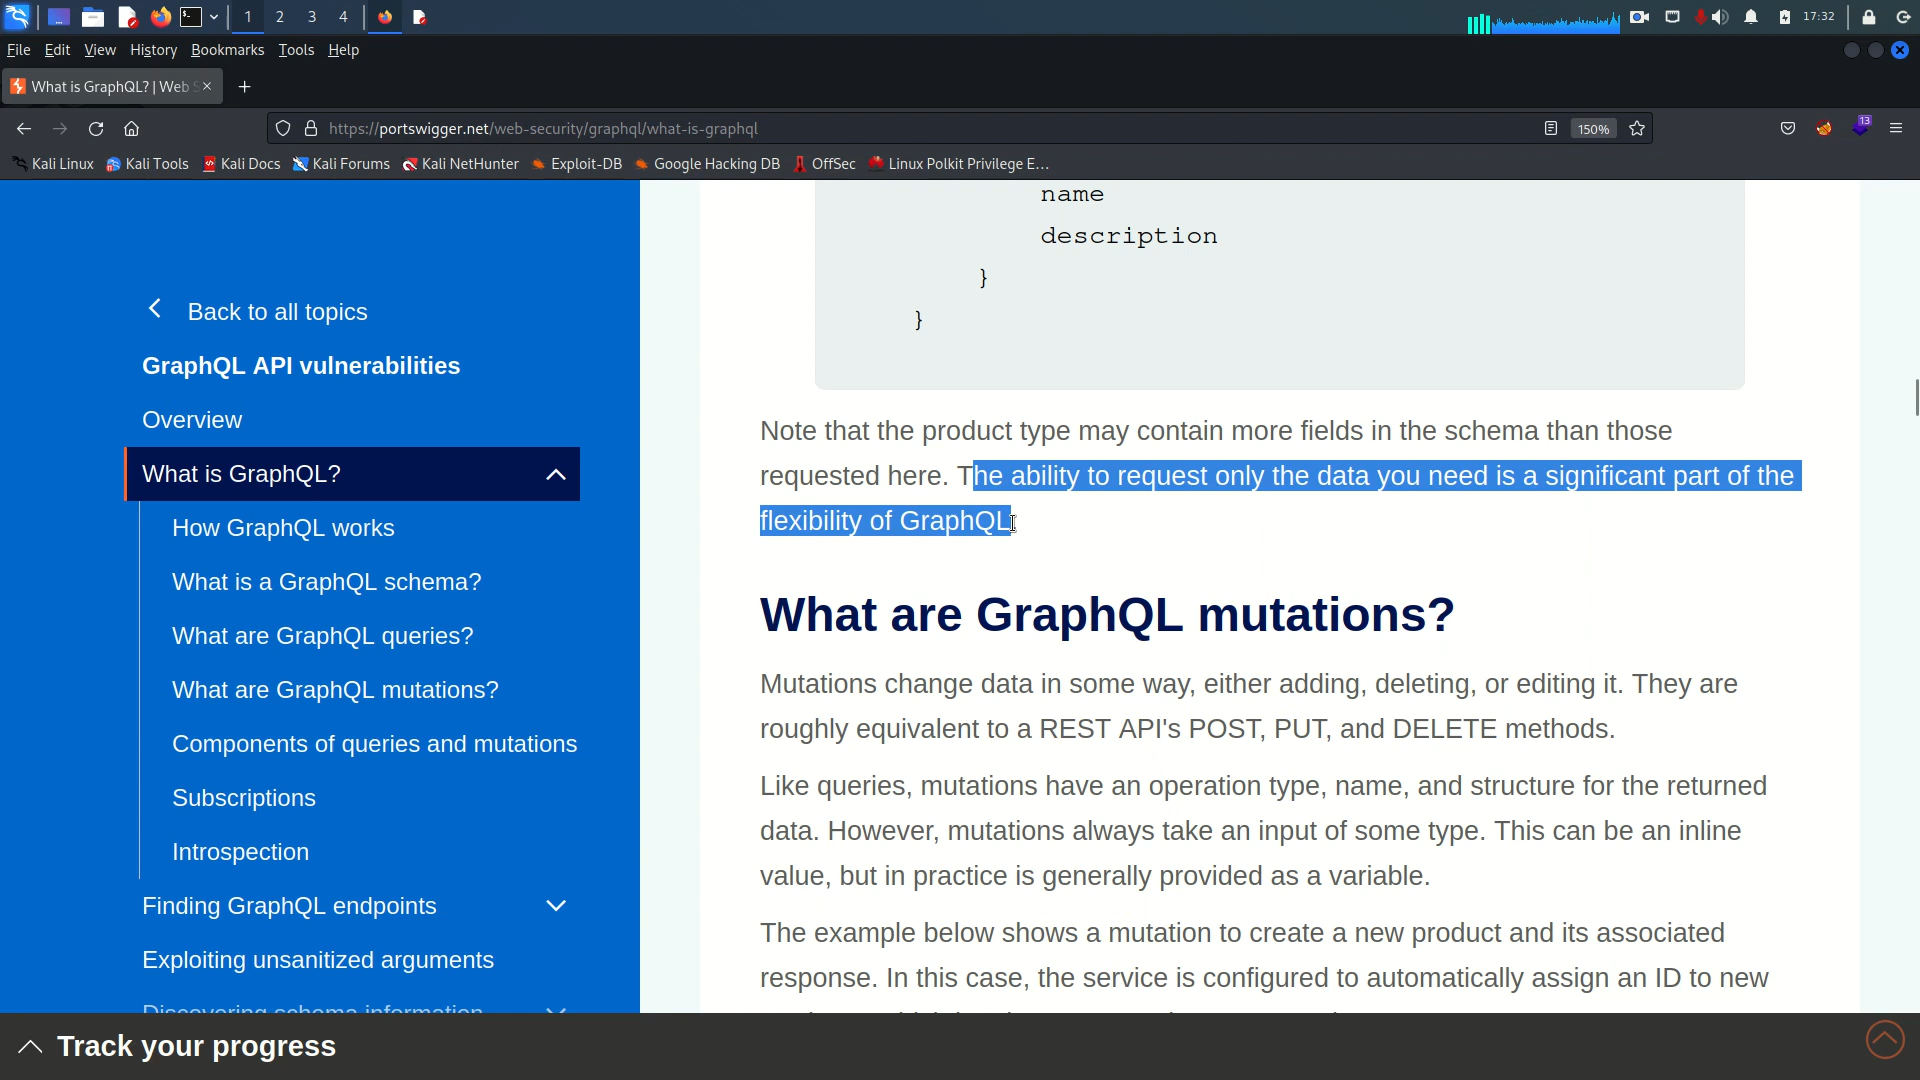 1 2 3 4 17:32
File Edit View History Bookmarks Tools Help
What is GraphQL? | Web S
https://portswigger.net/web-security/graphql/what-is-graphql 150% 13
Kali Linux Kali Tools Kali Docs Kali Forums Kali NetHunter Exploit-DB Google Hacking DB OffSec Linux Polkit Privilege E…
Back to all topics
GraphQL API vulnerabilities
Overview
What is GraphQL?
How GraphQL works
What is a GraphQL schema?
What are GraphQL queries?
What are GraphQL mutations?
Components of queries and mutations
Subscriptions
Introspection
Finding GraphQL endpoints
Exploiting unsanitized arguments
Discovering schema information
name
description
}
}
Note that the product type may contain more fields in the schema than those
requested here. The ability to request only the data you need is a significant part of the
flexibility of GraphQL.
What are GraphQL mutations?
Mutations change data in some way, either adding, deleting, or editing it. They are
roughly equivalent to a REST API's POST, PUT, and DELETE methods.
Like queries, mutations have an operation type, name, and structure for the returned
data. However, mutations always take an input of some type. This can be an inline
value, but in practice is generally provided as a variable.
The example below shows a mutation to create a new product and its associated
response. In this case, the service is configured to automatically assign an ID to new
Track your progress